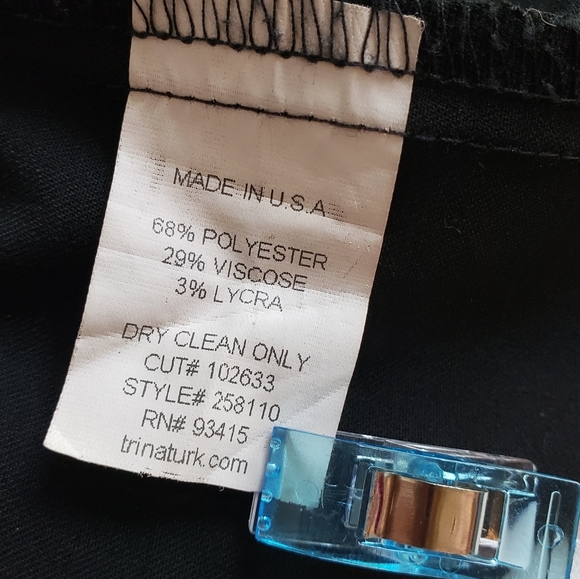 MADE IN U.S.A
68% POLYESTER
29% VISCOSE
3% LYCRA
DRY CLEAN ONLY
CUT# 102633
STYLE# 258110
RN# 93415
trinaturk.com